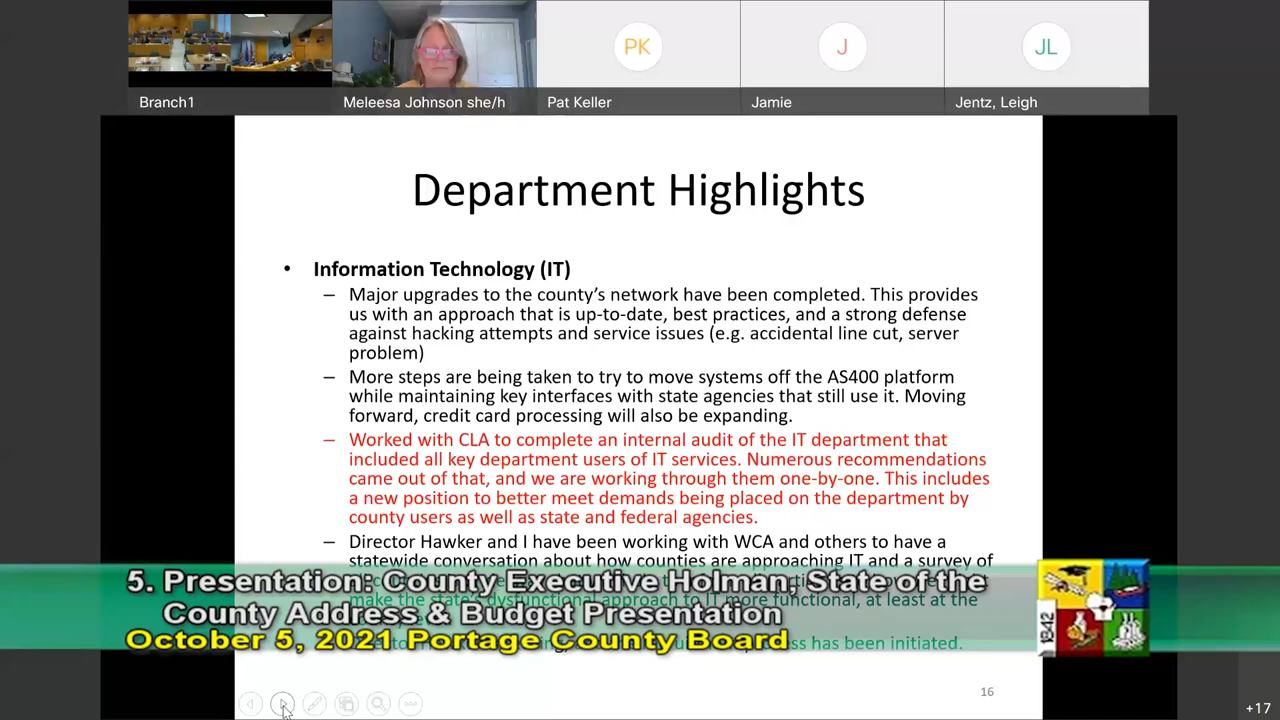 Branch1
Meleesa Johnson she/h
PK
Pat Keller
J
Jamie
JL
Jentz, Leigh
Department Highlights
• Information Technology (IT)
– Major upgrades to the county's network have been completed. This provides
us with an approach that is up-to-date, best practices, and a strong defense
against hacking attempts and service issues (e.g. accidental line cut, server
problem)
– More steps are being taken to try to move systems off the AS400 platform
while maintaining key interfaces with state agencies that still use it. Moving
forward, credit card processing will also be expanding.
– Worked with CLA to complete an internal audit of the IT department that
included all key department users of IT services. Numerous recommendations
came out of that, and we are working through them one-by-one. This includes
a new position to better meet demands being placed on the department by
county users as well as state and federal agencies.
– Director Hawker and I have been working with WCA and others to have a
statewide conversation about how counties are approaching IT and a survey of
make the state's dysfunctional approach to IT more functional, at least at the
has been initiated.
5. Presentation: County Executive Holman, State of the
County Address & Budget Presentation
October 5, 2021 Portage County Board
1842
16
+17